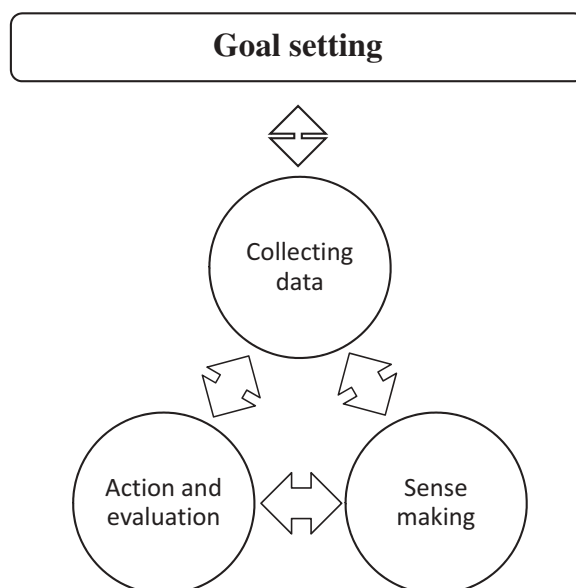 Goal setting
Collecting
data
Action and
evaluation
Sense
making